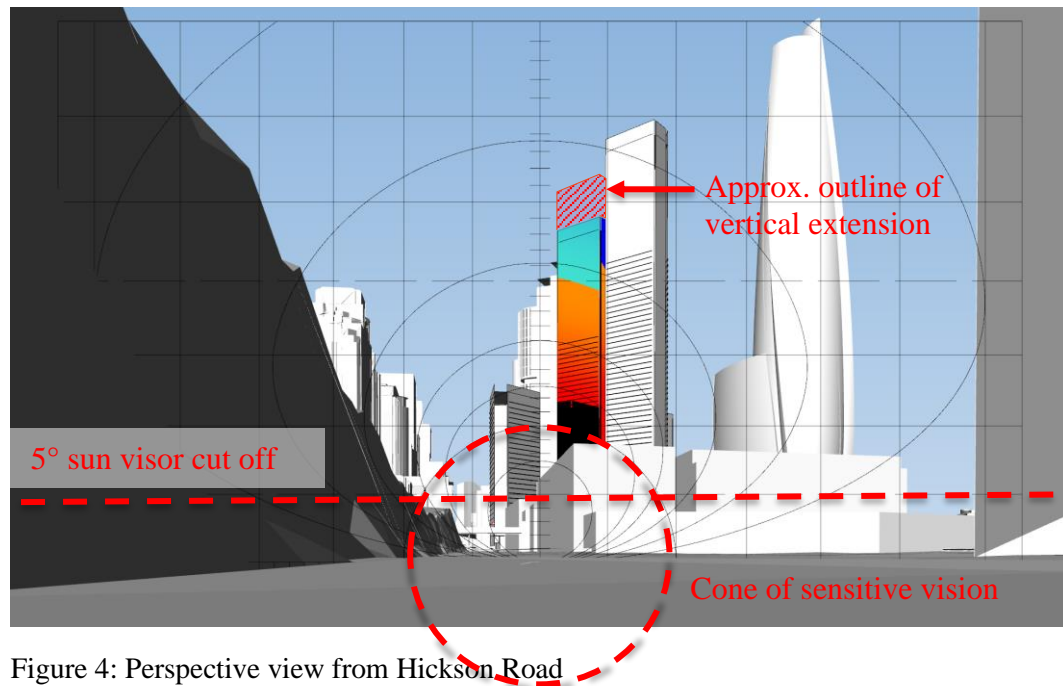 Approx. outline of
vertical extension
5° sun visor cut off
Cone of sensitive vision
Figure 4: Perspective view from Hickson Road